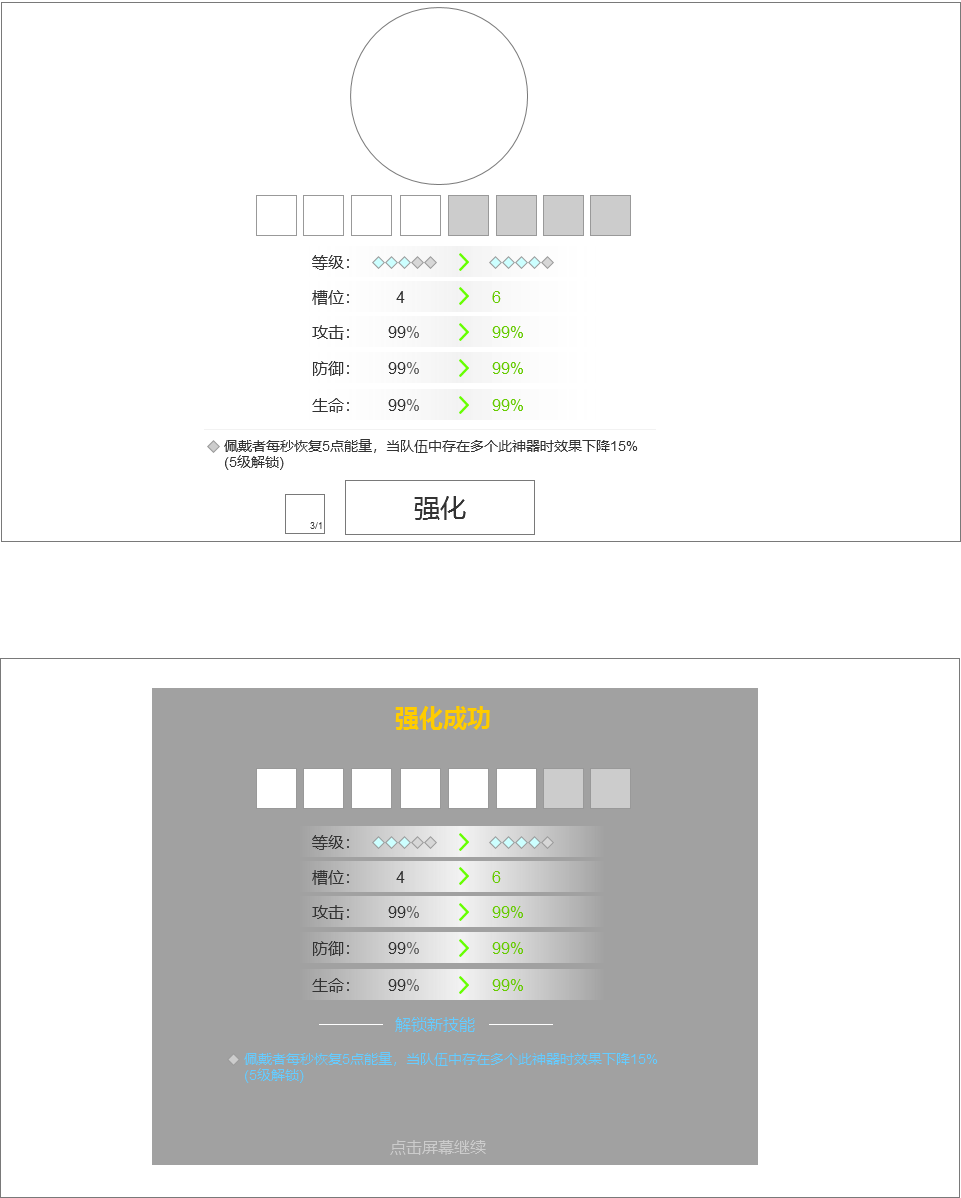 等级:
槽位: 4 6
攻击: 99% 99%
防御: 99% 99%
生命: 99% 99%
佩戴者每秒恢复5点能量，当队伍中存在多个此神器时效果下降15%
(5级解锁)
3/1
强化
强化成功
等级:
槽位: 4 6
攻击: 99% 99%
防御: 99% 99%
生命: 99% 99%
解锁新技能
佩戴者每秒恢复5点能量，当队伍中存在多个此神器时效果下降15%
(5级解锁)
点击屏幕继续